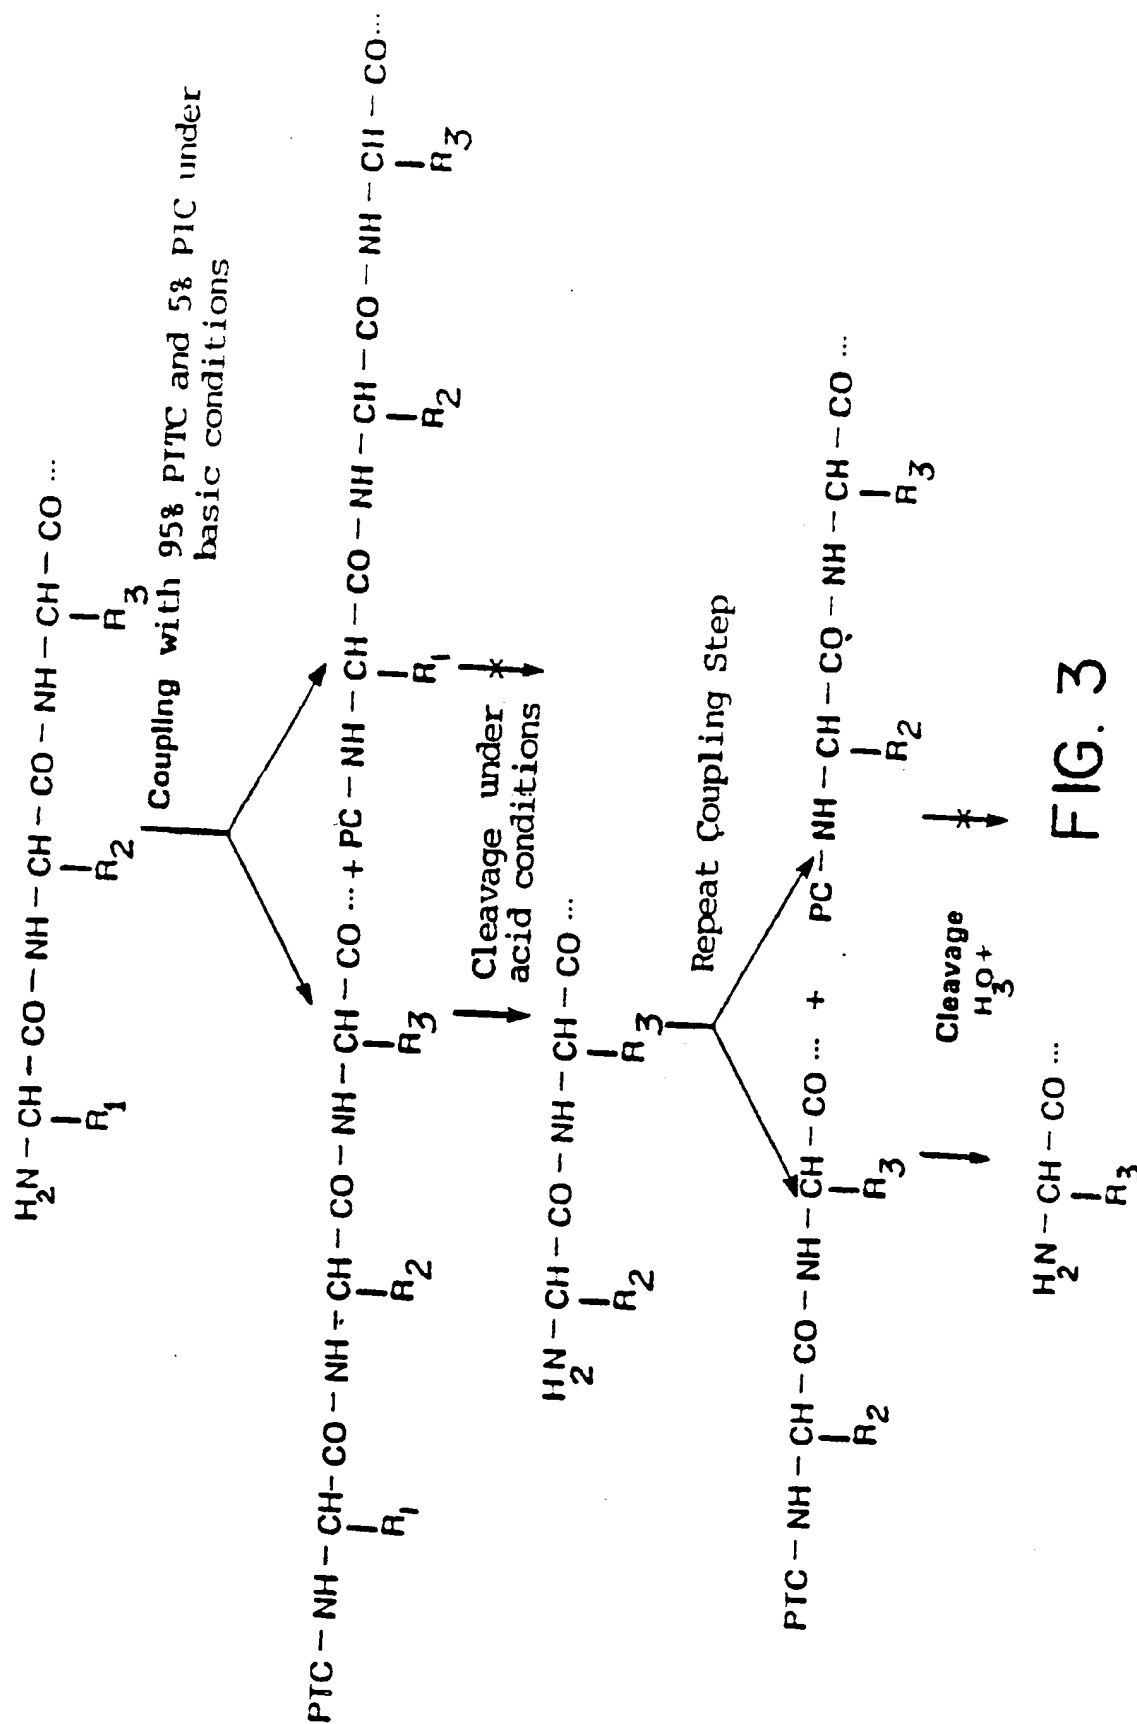 H2N-CH-CO-NH-CH-CO-NH-CH-CO...
R1 R2 R3
Coupling with 95% PITC and 5% PIC under
basic conditions
PTC-NH-CH-CO-NH-CH-CO-NH-CH-CO...+PC-NH-CH-CO-NH-CH-CO-NH-CH-CO...
R1 R2 R3 R1 R2 R3
Cleavage under
acid conditions
H2N-CH-CO-NH-CH-CO...
R2 R3
Repeat Coupling Step
PTC-NH-CH-CO-NH-CH-CO... + PC-NH-CH-CO-NH-CH-CO...
R2 R3 R2 R3
Cleavage
H3O+
H2N-CH-CO...
R3
FIG. 3